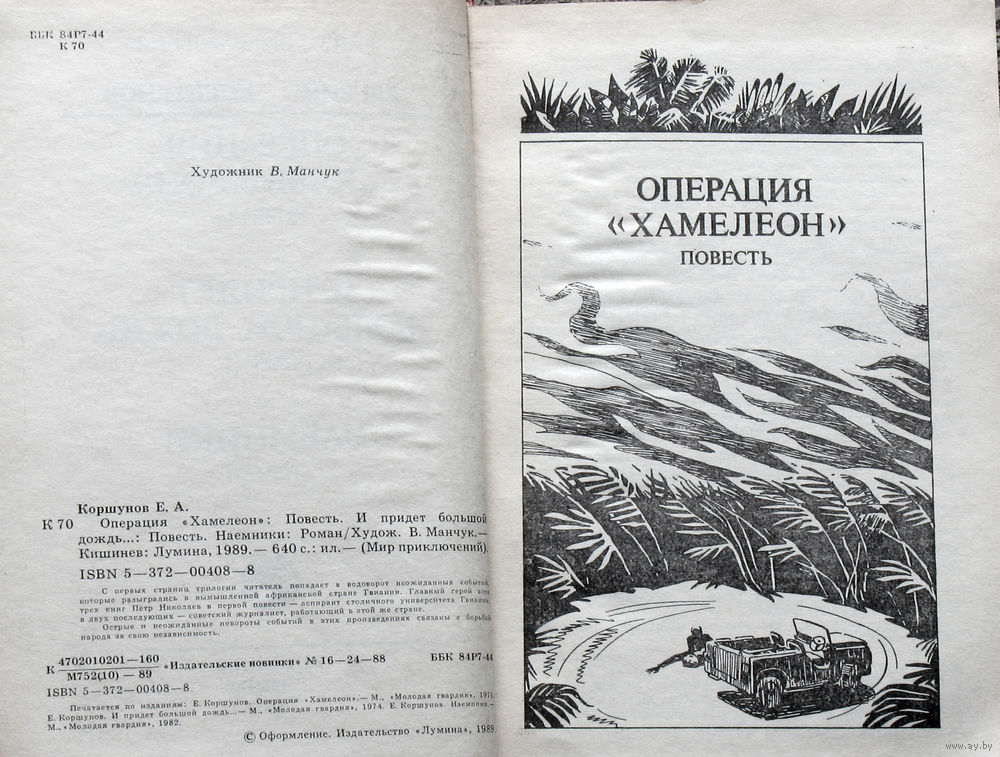 ББК 84Р7-44
К 70
Художник В. Манчук
Коршунов Е. А.
К 70 Операция «Хамелеон»: Повесть. И придет большой
дождь...: Повесть. Наемники: Роман/Худож. В. Манчук.—
Кишинев: Лумина, 1989.— 640 с.: ил.— (Мир приключений).
ISBN 5—372—00408—8
С первых страниц трилогии читатель попадает в водоворот неожиданных событий,
которые разыгрались в вымышленной африканской стране Гвиании. Главный герой всех
трех книг Петр Николаев в первой повести — аспирант столичного университета Гвиании,
в двух последующих — советский журналист, работающий в этой же стране.
Острые и неожиданные повороты событий в этих произведениях связаны с борьбой
народа за свою независимость.
К 4702010201—160
М752(10) — 89
«Издательские новинки» № 16—24—88 ББК 84Р7-44
ISBN 5—372—00408—8
Печатается по изданиям: Е. Коршунов. Операция «Хамелеон».— М., «Молодая гвардия»,
Е. Коршунов. И придет большой дождь...— М., «Молодая гвардия», 1974. Е. Коршунов. Наемники.—
М., «Молодая гвардия», 1982.
© Оформление. Издательство «Лумина», 1989
ОПЕРАЦИЯ
«ХАМЕЛЕОН»
ПОВЕСТЬ
www.ay.by